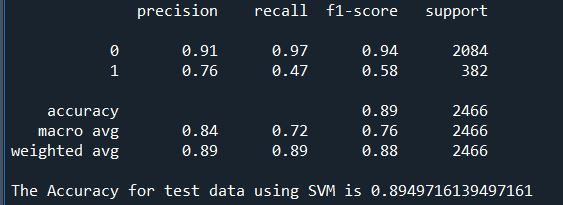 precision recall f1-score support
0 0.91 0.97 0.94 2084
1 0.76 0.47 0.58 382
accuracy 0.89 2466
macro avg 0.84 0.72 0.76 2466
weighted avg 0.89 0.89 0.88 2466
The Accuracy for test data using SVM is 0.8949716139497161